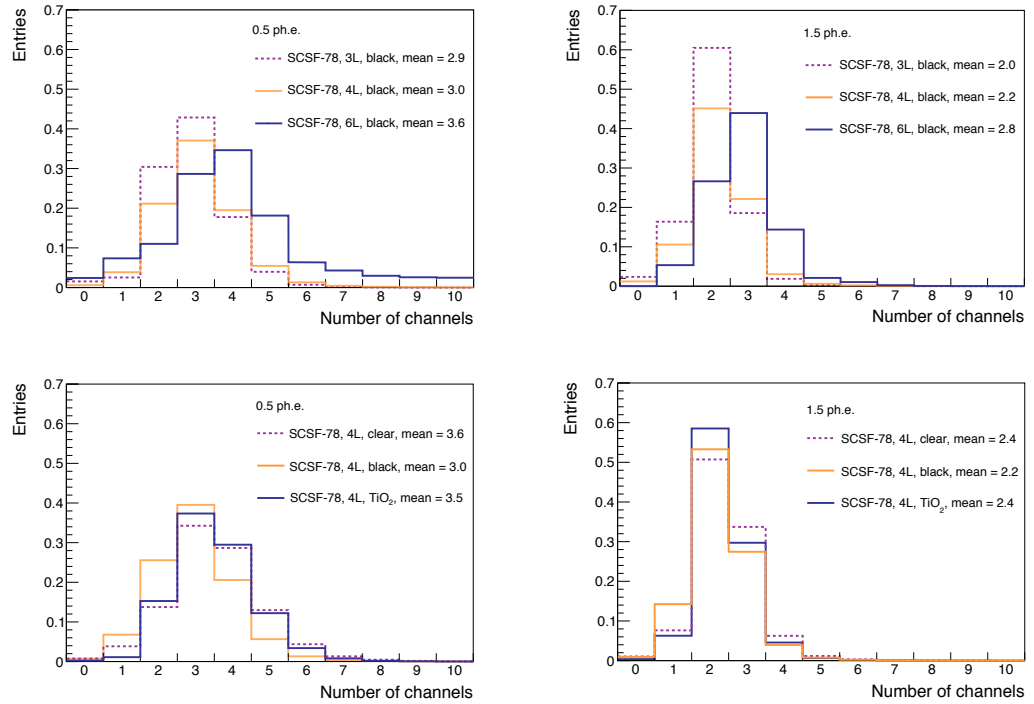 Entries
0.7
0.6
0.5
0.4
0.3
0.2
0.1
0
0.5 ph.e.
SCSF-78, 3L, black, mean = 2.9
SCSF-78, 4L, black, mean = 3.0
SCSF-78, 6L, black, mean = 3.6
0 1 2 3 4 5 6 7 8 9 10
Number of channels
Entries
0.7
0.6
0.5
0.4
0.3
0.2
0.1
0
1.5 ph.e.
SCSF-78, 3L, black, mean = 2.0
SCSF-78, 4L, black, mean = 2.2
SCSF-78, 6L, black, mean = 2.8
0 1 2 3 4 5 6 7 8 9 10
Number of channels
Entries
0.7
0.6
0.5
0.4
0.3
0.2
0.1
0
0.5 ph.e.
SCSF-78, 4L, clear, mean = 3.6
SCSF-78, 4L, black, mean = 3.0
SCSF-78, 4L, TiO₂, mean = 3.5
0 1 2 3 4 5 6 7 8 9 10
Number of channels
Entries
0.7
0.6
0.5
0.4
0.3
0.2
0.1
0
1.5 ph.e.
SCSF-78, 4L, clear, mean = 2.4
SCSF-78, 4L, black, mean = 2.2
SCSF-78, 4L, TiO₂, mean = 2.4
0 1 2 3 4 5 6 7 8 9 10
Number of channels